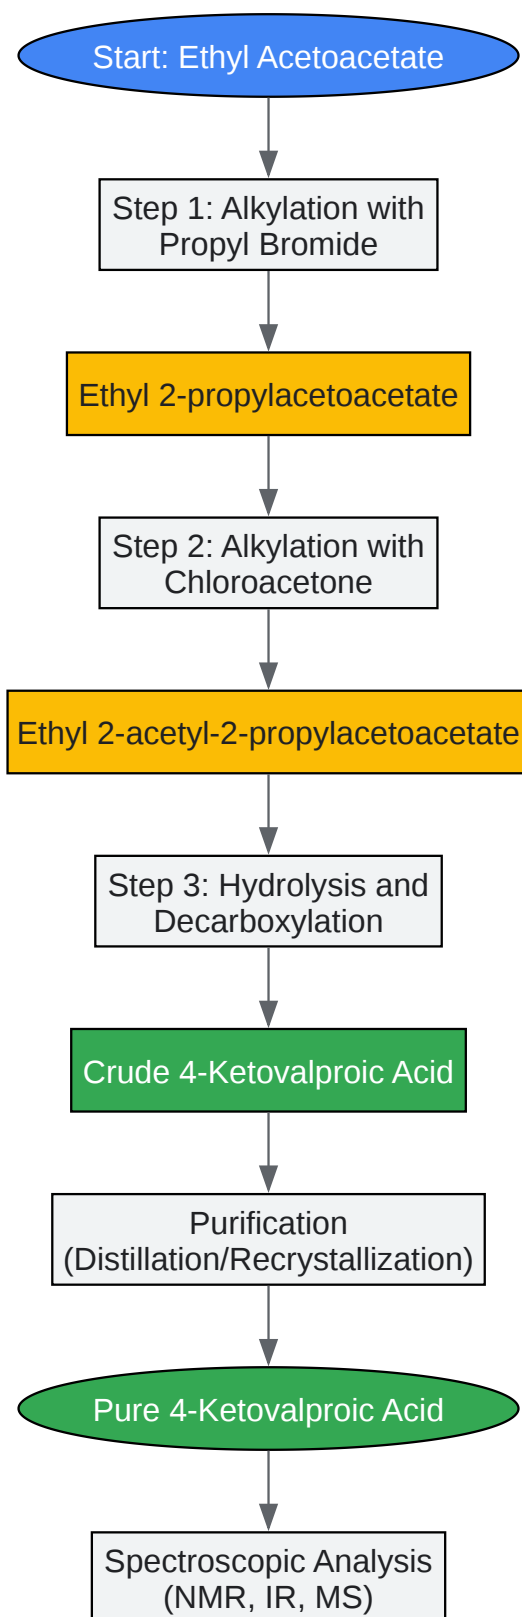 Start: Ethyl Acetoacetate
Step 1: Alkylation with
Propyl Bromide
Ethyl 2-propylacetoacetate
Step 2: Alkylation with
Chloroacetone
Ethyl 2-acetyl-2-propylacetoacetate
Step 3: Hydrolysis and
Decarboxylation
Crude 4-Ketovalproic Acid
Purification
(Distillation/Recrystallization)
Pure 4-Ketovalproic Acid
Spectroscopic Analysis
(NMR, IR, MS)